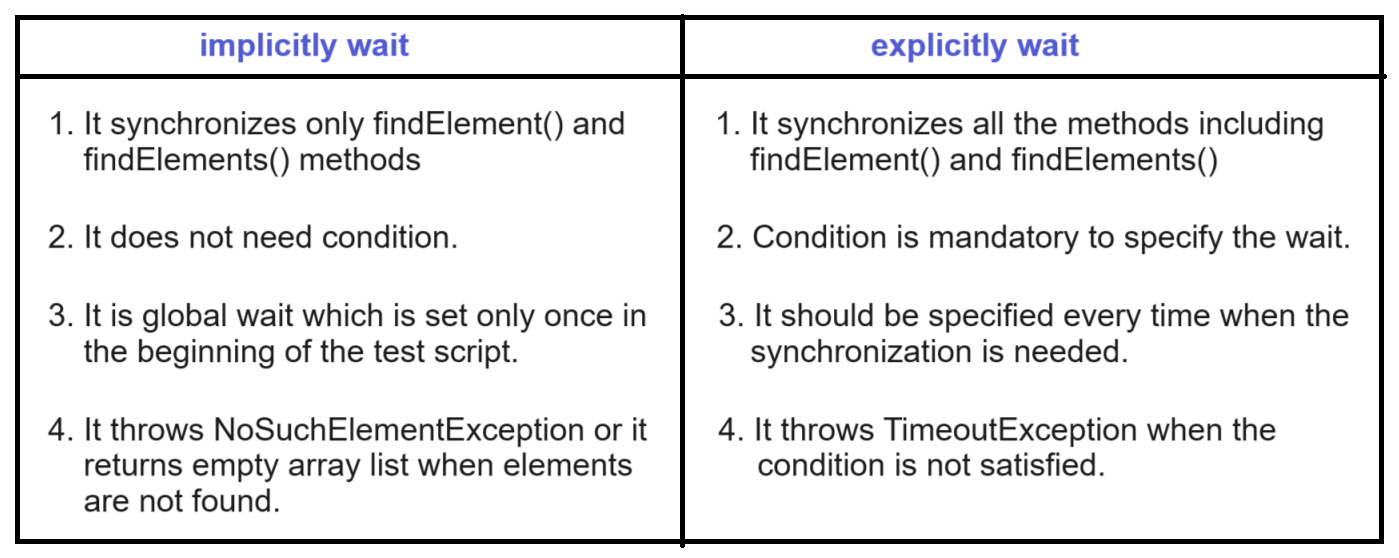 implicitly wait
explicitly wait
1. It synchronizes only findElement() and
findElements() methods
2. It does not need condition.
3. It is global wait which is set only once in
the beginning of the test script.
4. It throws NoSuchElementException or it
returns empty array list when elements
are not found.
1. It synchronizes all the methods including
findElement() and findElements()
2. Condition is mandatory to specify the wait.
3. It should be specified every time when the
synchronization is needed.
4. It throws TimeoutException when the
condition is not satisfied.